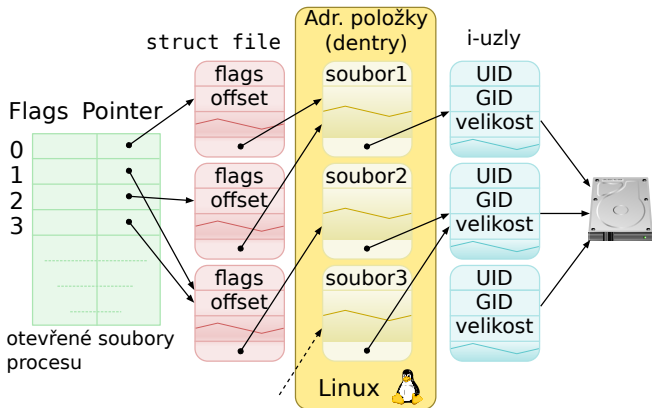 struct file
Adr. položky
(dentry)
i-uzly
Flags Pointer
0
1
2
3
otevřené soubory
procesu
flags
offset
flags
offset
flags
offset
soubor1
soubor2
soubor3
Linux
UID
GID
velikost
UID
GID
velikost
UID
GID
velikost